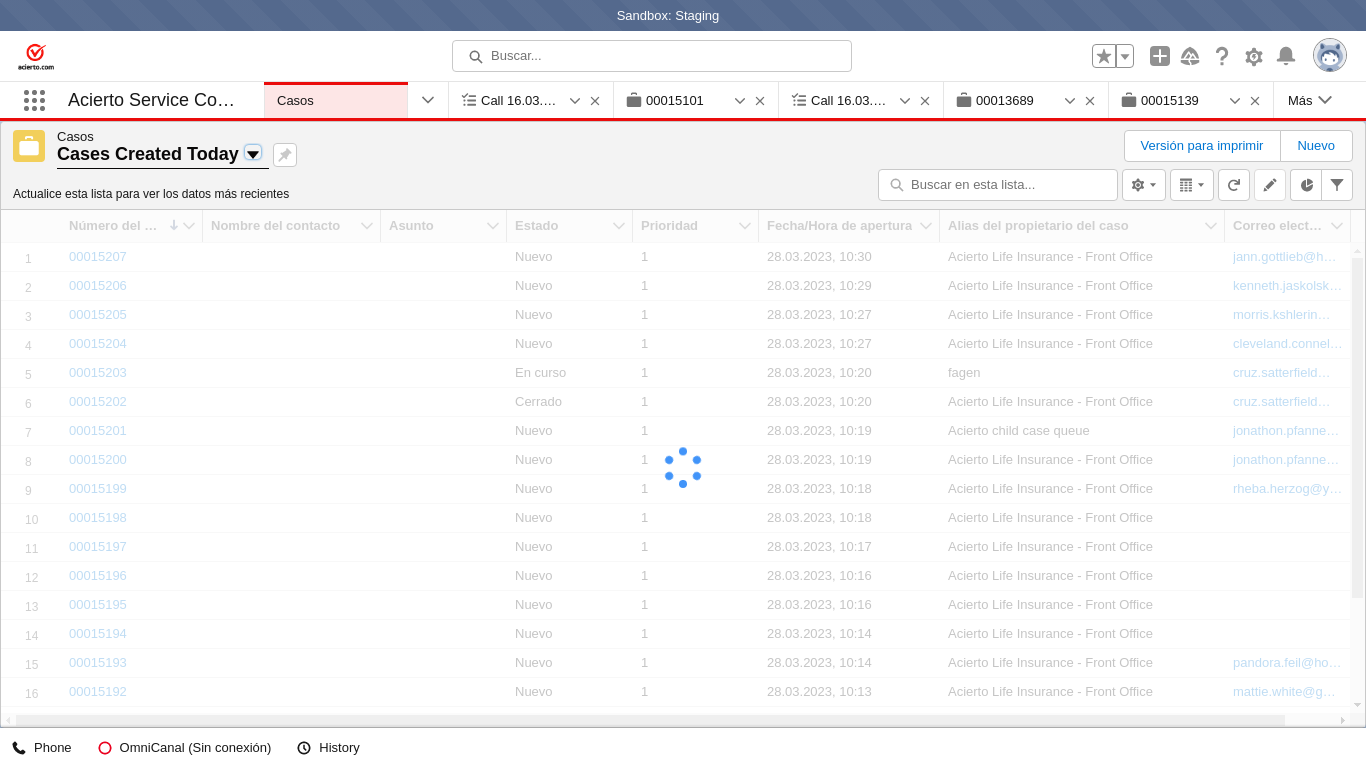 Sandbox: Staging
acierto.com
Buscar...
Acierto Service Co…
Casos
Call 16.03.…
00015101
Call 16.03.…
00013689
00015139
Más
Casos
Cases Created Today
Versión para imprimir
Nuevo
Actualice esta lista para ver los datos más recientes
Buscar en esta lista...
Número del … Nombre del contacto Asunto Estado Prioridad Fecha/Hora de apertura Alias del propietario del caso Correo elect…
1 00015207 Nuevo 1 28.03.2023, 10:30 Acierto Life Insurance - Front Office jann.gottlieb@h…
2 00015206 Nuevo 1 28.03.2023, 10:29 Acierto Life Insurance - Front Office kenneth.jaskolsk…
3 00015205 Nuevo 1 28.03.2023, 10:27 Acierto Life Insurance - Front Office morris.kshlerin…
4 00015204 Nuevo 1 28.03.2023, 10:27 Acierto Life Insurance - Front Office cleveland.connel…
5 00015203 En curso 1 28.03.2023, 10:20 fagen cruz.satterfield…
6 00015202 Cerrado 1 28.03.2023, 10:20 Acierto Life Insurance - Front Office cruz.satterfield…
7 00015201 Nuevo 1 28.03.2023, 10:19 Acierto child case queue jonathon.pfanne…
8 00015200 Nuevo 1 28.03.2023, 10:19 Acierto Life Insurance - Front Office jonathon.pfanne…
9 00015199 Nuevo 1 28.03.2023, 10:18 Acierto Life Insurance - Front Office rheba.herzog@y…
10 00015198 Nuevo 1 28.03.2023, 10:18 Acierto Life Insurance - Front Office
11 00015197 Nuevo 1 28.03.2023, 10:17 Acierto Life Insurance - Front Office
12 00015196 Nuevo 1 28.03.2023, 10:16 Acierto Life Insurance - Front Office
13 00015195 Nuevo 1 28.03.2023, 10:16 Acierto Life Insurance - Front Office
14 00015194 Nuevo 1 28.03.2023, 10:14 Acierto Life Insurance - Front Office
15 00015193 Nuevo 1 28.03.2023, 10:14 Acierto Life Insurance - Front Office pandora.feil@ho…
16 00015192 Nuevo 1 28.03.2023, 10:13 Acierto Life Insurance - Front Office mattie.white@g…
Phone
OmniCanal (Sin conexión)
History